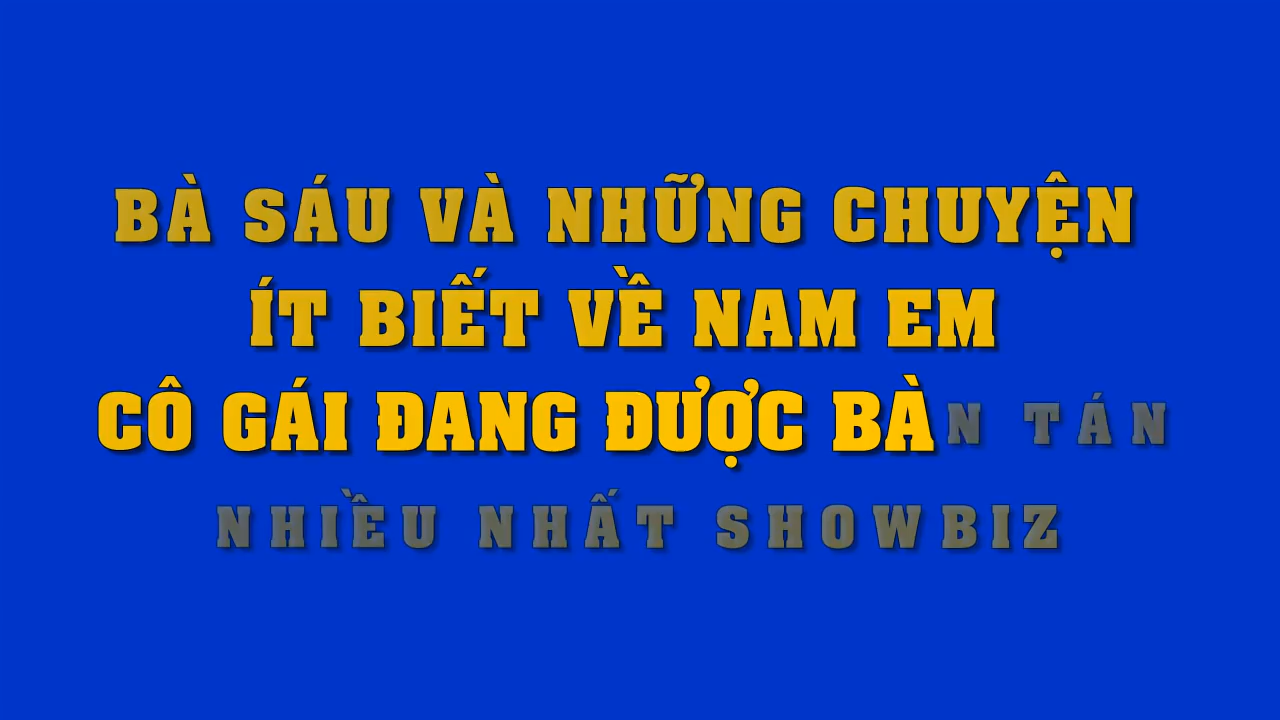 BÀ SÁU VÀ NHỮNG CHUYỆN
ÍT BIẾT VỀ NAM EM
CÔ GÁI ĐANG ĐƯỢC BÀN TÁN
NHIỀU NHẤT SHOWBIZ